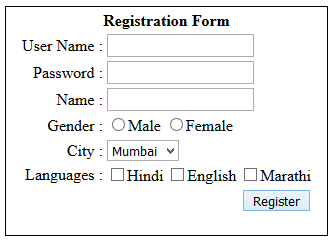 Registration Form
User Name :
Password :
Name :
Gender : Male Female
City : Mumbai
Languages : Hindi English Marathi
Register